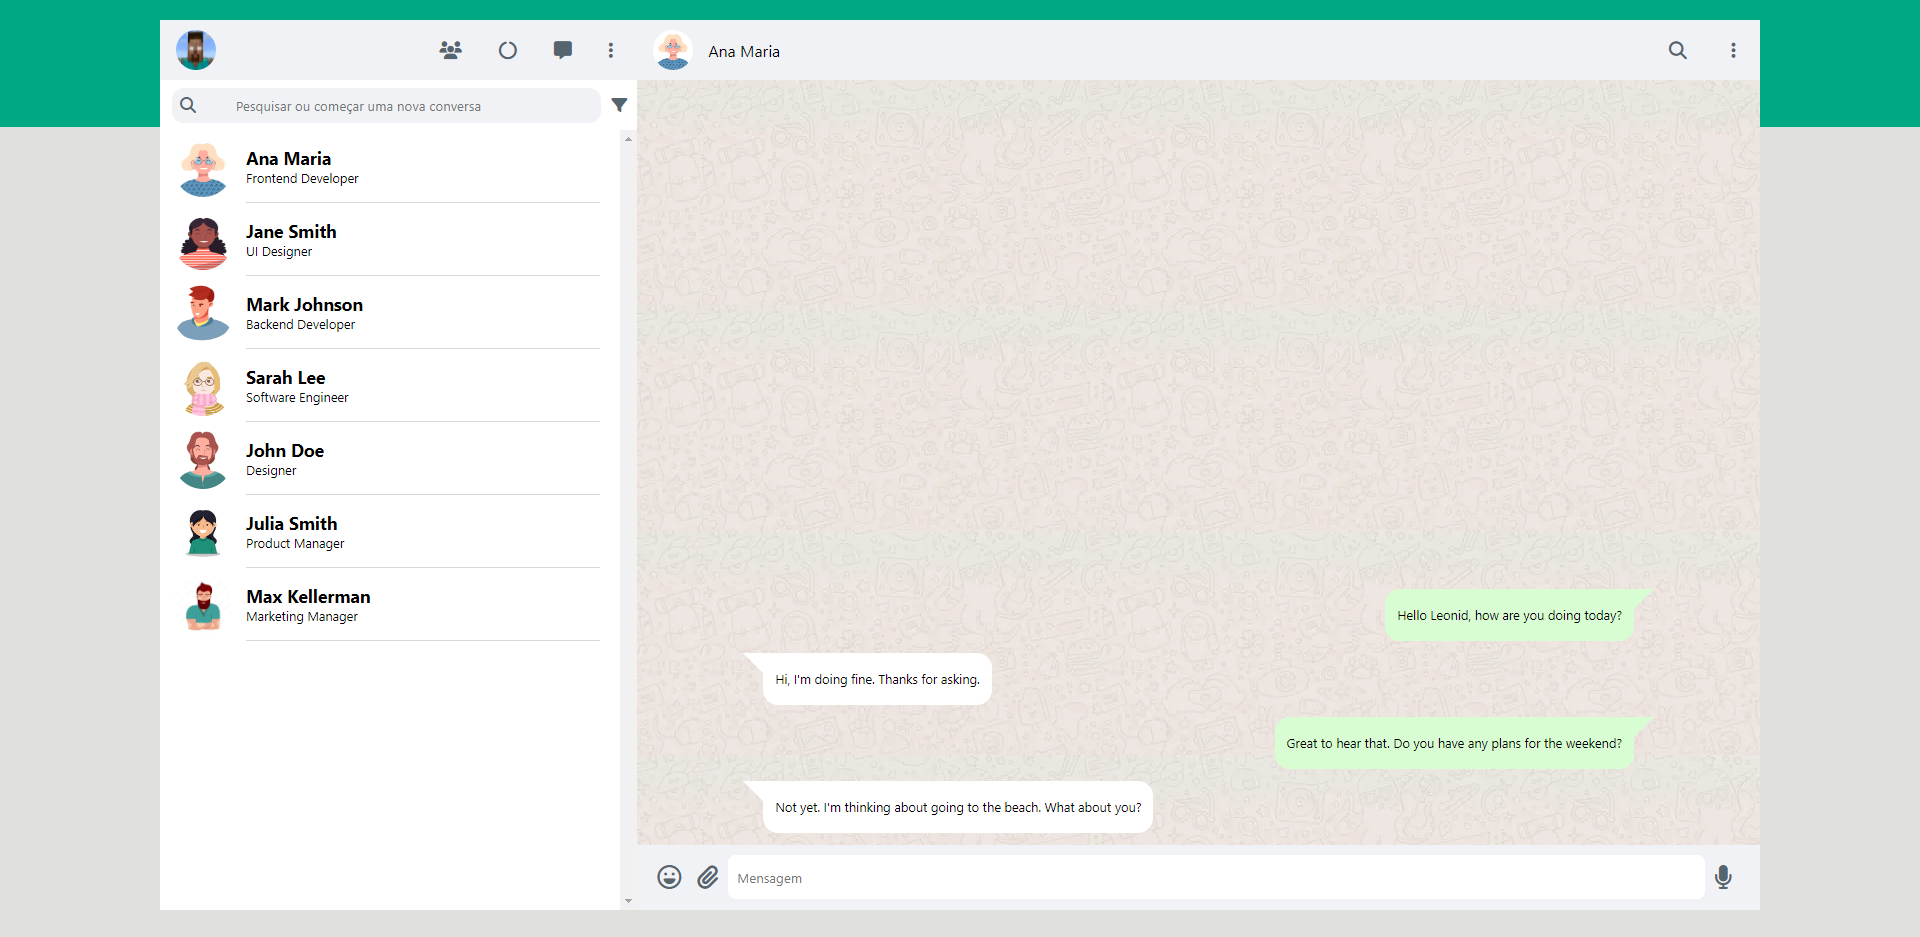 Ana Maria
Pesquisar ou começar uma nova conversa
Ana Maria
Frontend Developer
Jane Smith
UI Designer
Mark Johnson
Backend Developer
Sarah Lee
Software Engineer
John Doe
Designer
Julia Smith
Product Manager
Max Kellerman
Marketing Manager
Hello Leonid, how are you doing today?
Hi, I'm doing fine. Thanks for asking.
Great to hear that. Do you have any plans for the weekend?
Not yet. I'm thinking about going to the beach. What about you?
Mensagem